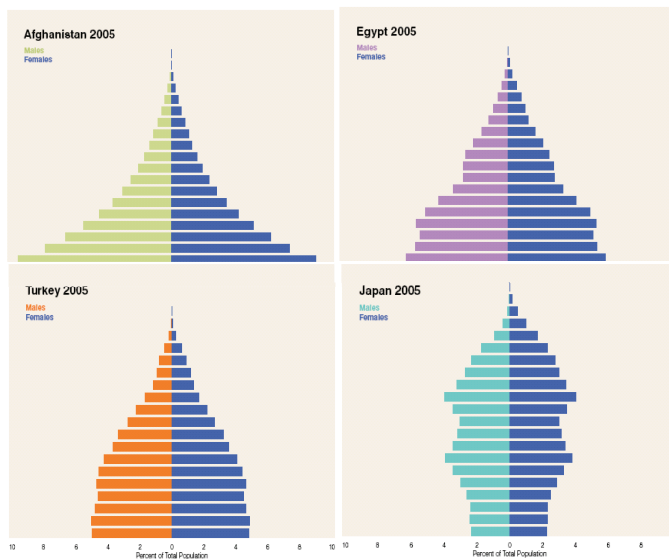 Afghanistan 2005
Males
Females
Egypt 2005
Males
Females
Turkey 2005
Males
Females
10 8 6 4 2 0 2 4 6 8 10
Percent of Total Population
Japan 2005
Males
Females
10 8 6 4 2 0 2 4 6 8
Percent of Total Population